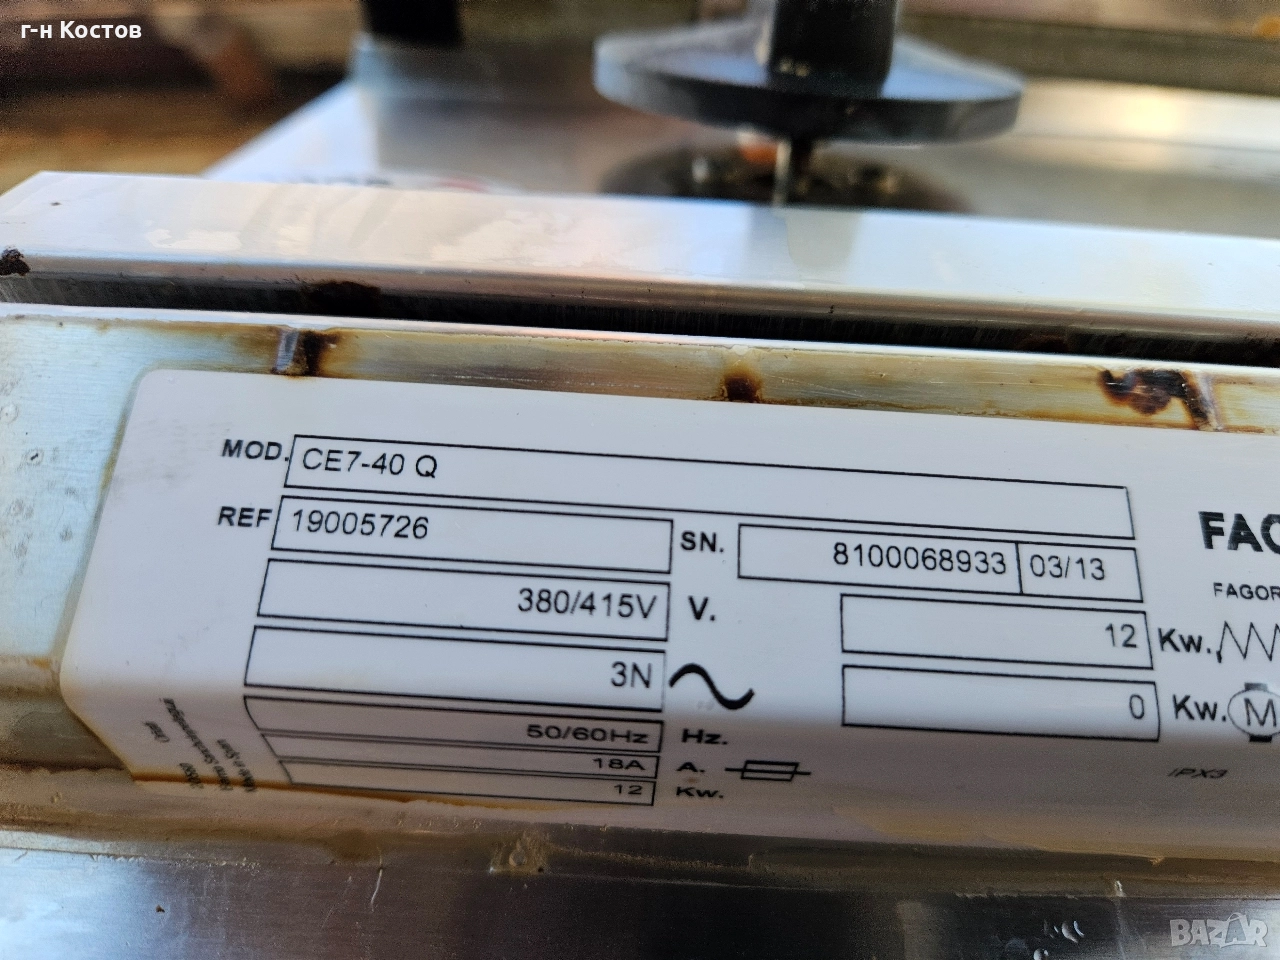 г-н Костов
MOD. CE7-40 Q
REF 19005726 SN. 8100068933 03/13
380/415V V. 12 Kw.
3N 0 Kw. M
50/60Hz Hz.
18A A.
12 Kw.
FAG
FAGOR
IPX3
BAZAR